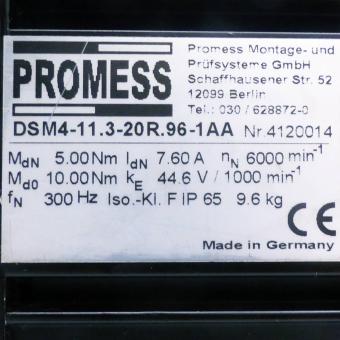 PROMESS
Promess Montage- und
Prüfsysteme GmbH
Schaffhausener Str. 52
12099 Berlin
Tel.: 030 / 628872-0
DSM4-11.3-20R.96-1AA Nr.4120014
MdN 5.00Nm IdN 7.60 A nN 6000 min⁻¹
Md0 10.00 Nm kE 44.6 V / 1000 min⁻¹
fN 300 Hz Iso.-Kl. F IP 65 9.6 kg
CE
Made in Germany